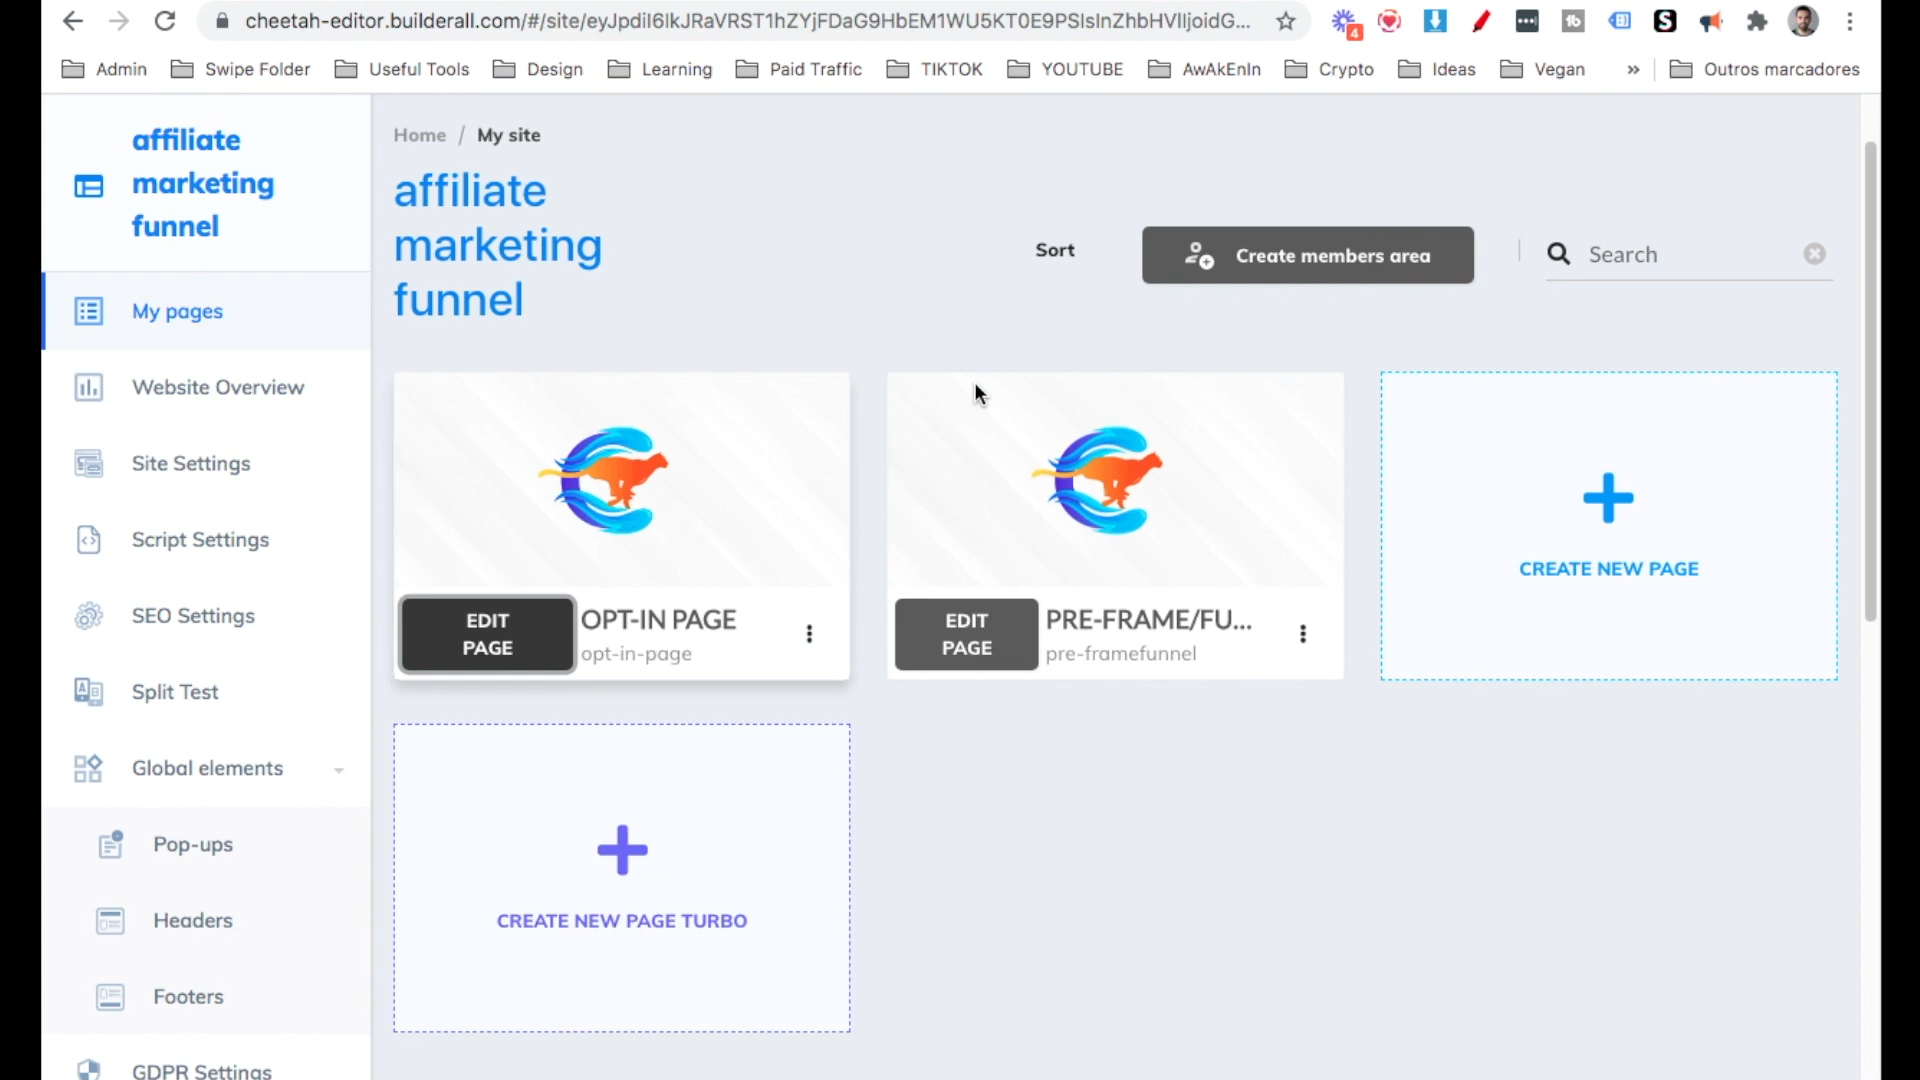 cheetah-editor.builderall.com/#/site/eyJpdiI6IkJRaVRST1hZYjFDaG9HbEM1WU5KT0E9PSIsInZhbHVlIjoidG...
4
Admin Swipe Folder Useful Tools Design Learning Paid Traffic TIKTOK YOUTUBE AwAkEnIn Crypto Ideas Vegan » Outros marcadores
affiliate
marketing
funnel
My pages
Website Overview
Site Settings
Script Settings
SEO Settings
Split Test
Global elements
Pop-ups
Headers
Footers
GDPR Settings
Home / My site
affiliate
marketing
funnel
Sort
Create members area
Search
EDIT
PAGE
OPT-IN PAGE
opt-in-page
EDIT
PAGE
PRE-FRAME/FU...
pre-framefunnel
CREATE NEW PAGE
CREATE NEW PAGE TURBO